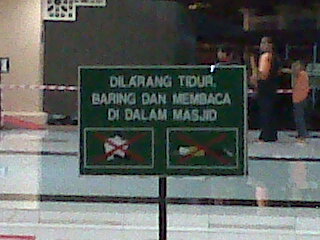 DILARANG TIDUR,
BARING DAN MEMBACA
DI DALAM MASJID